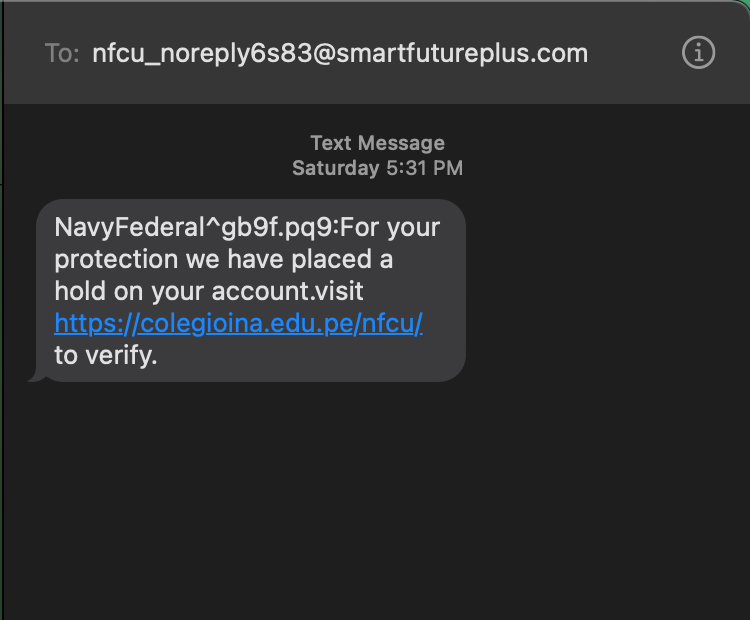 To: nfcu_noreply6s83@smartfutureplus.com
Text Message
Saturday 5:31 PM
NavyFederal^gb9f.pq9:For your
protection we have placed a
hold on your account.visit
https://colegioina.edu.pe/nfcu/
to verify.